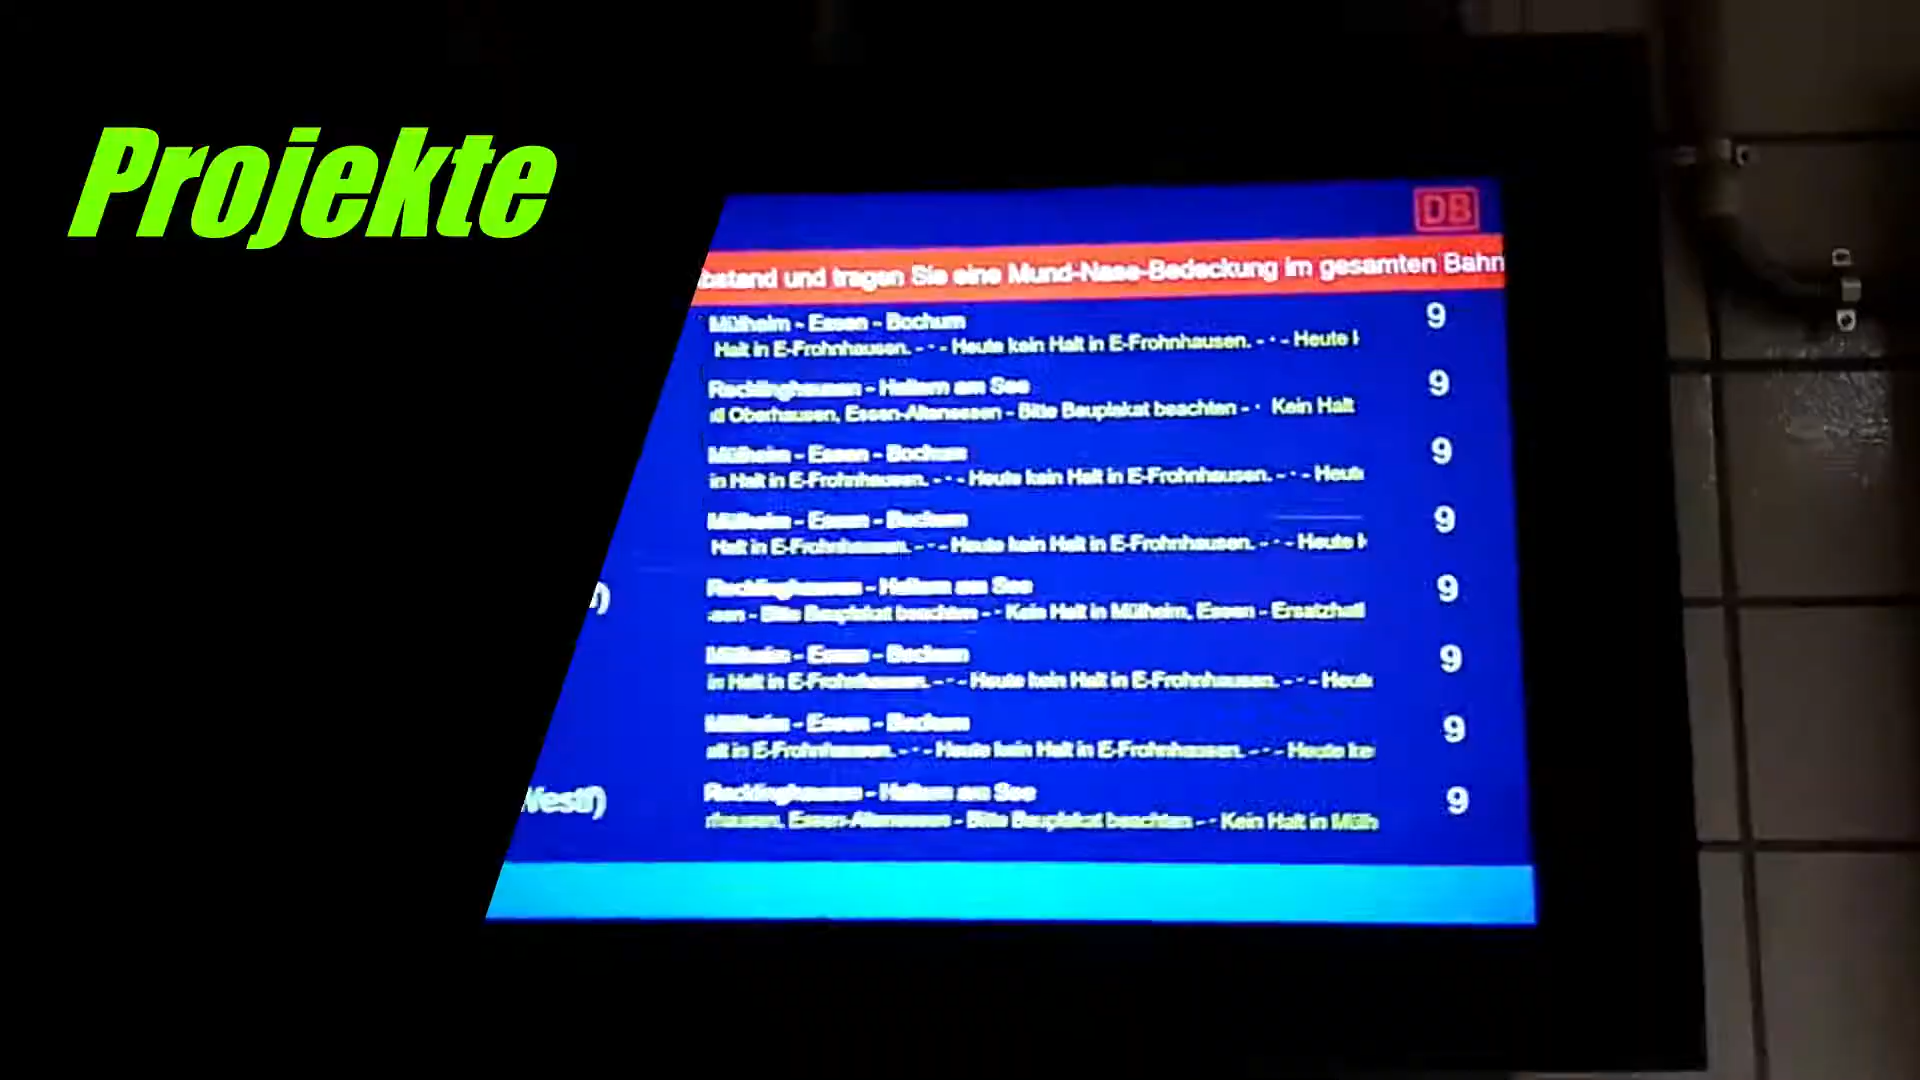 Projekte
DB
bstand und tragen Sie eine Mund-Nase-Bedeckung im gesamten Bahn
Mülheim - Essen - Bochum 9
Halt in E-Frohnhausen. - · - Heute kein Halt in E-Frohnhausen. - · - Heute
Recklinghausen - Haltern am See 9
Oberhausen, Essen-Altenessen - Bitte Bauplakat beachten - · Kein Halt
Mülheim - Essen - Bochum 9
in Halt in E-Frohnhausen. - · - Heute kein Halt in E-Frohnhausen. - · - Heute
Mülheim - Essen - Bochum 9
Halt in E-Frohnhausen. - · - Heute kein Halt in E-Frohnhausen. - · - Heute
) Recklinghausen - Haltern am See 9
sen - Bitte Bauplakat beachten - · Kein Halt in Mülheim, Essen - Ersatzhalt
Mülheim - Essen - Bochum 9
in Halt in E-Frohnhausen. - · - Heute kein Halt in E-Frohnhausen. - · - Heute
Mülheim - Essen - Bochum 9
alt in E-Frohnhausen. - · - Heute kein Halt in E-Frohnhausen. - · - Heute ke
Westf) Recklinghausen - Haltern am See 9
rhausen, Essen-Altenessen - Bitte Bauplakat beachten - · Kein Halt in Mülh